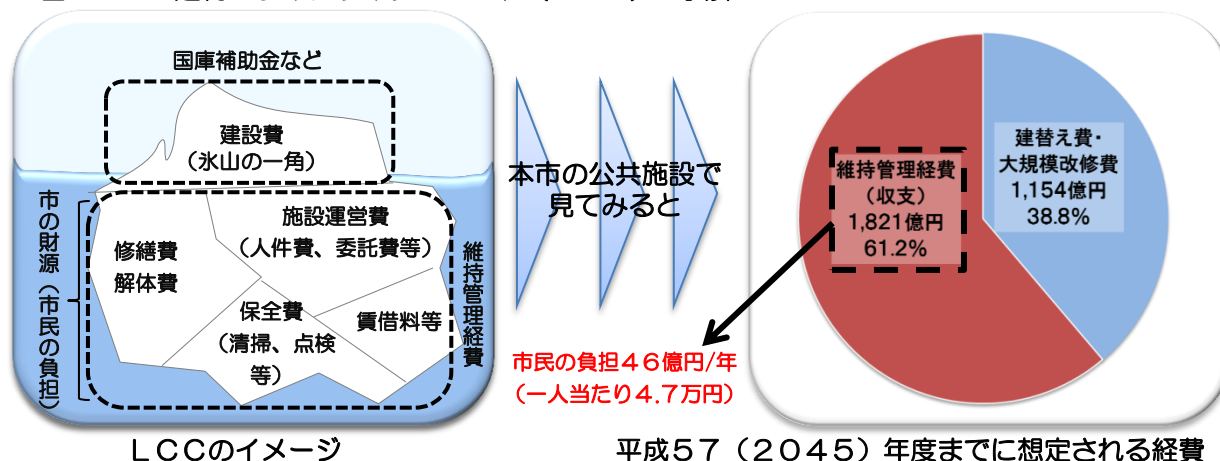 国庫補助金など
建設費
（氷山の一角）
市の財源（市民の負担）
修繕費
解体費
施設運営費
（人件費、委託費等）
保全費
（清掃、点検
等）
賃借料等
維持管理経費
ＬＣＣのイメージ
本市の公共施設で
見てみると
維持管理経費
（収支）
1,821億円
61.2%
建替え費・
大規模改修費
1,154億円
38.8%
市民の負担４６億円/年
（一人当たり４.７万円）
平成５７（２０４５）年度までに想定される経費